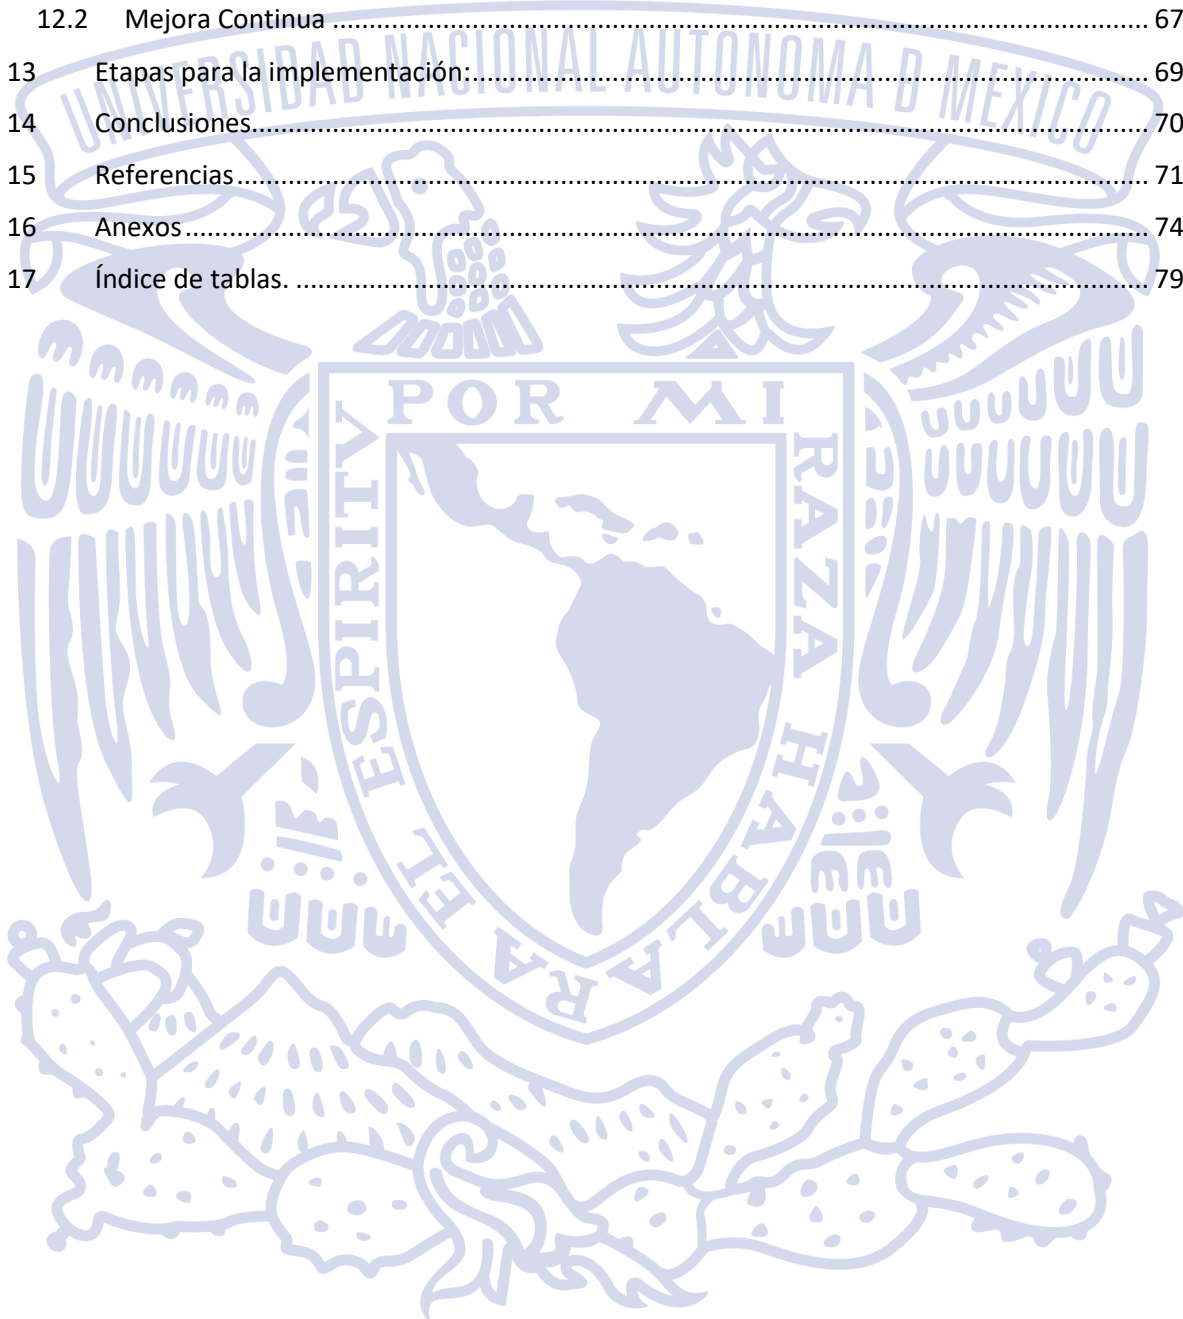 12.2 Mejora Continua ........ 67
UNIVERSIDAD NACIONAL AUTONOMA D MEXICO
13 Etapas para la implementación: ........ 69
14 Conclusiones ........ 70
15 Referencias ........ 71
16 Anexos ........ 74
17 Índice de tablas. ........ 79
POR MI
RAZA HABLARA EL
ESPIRITV